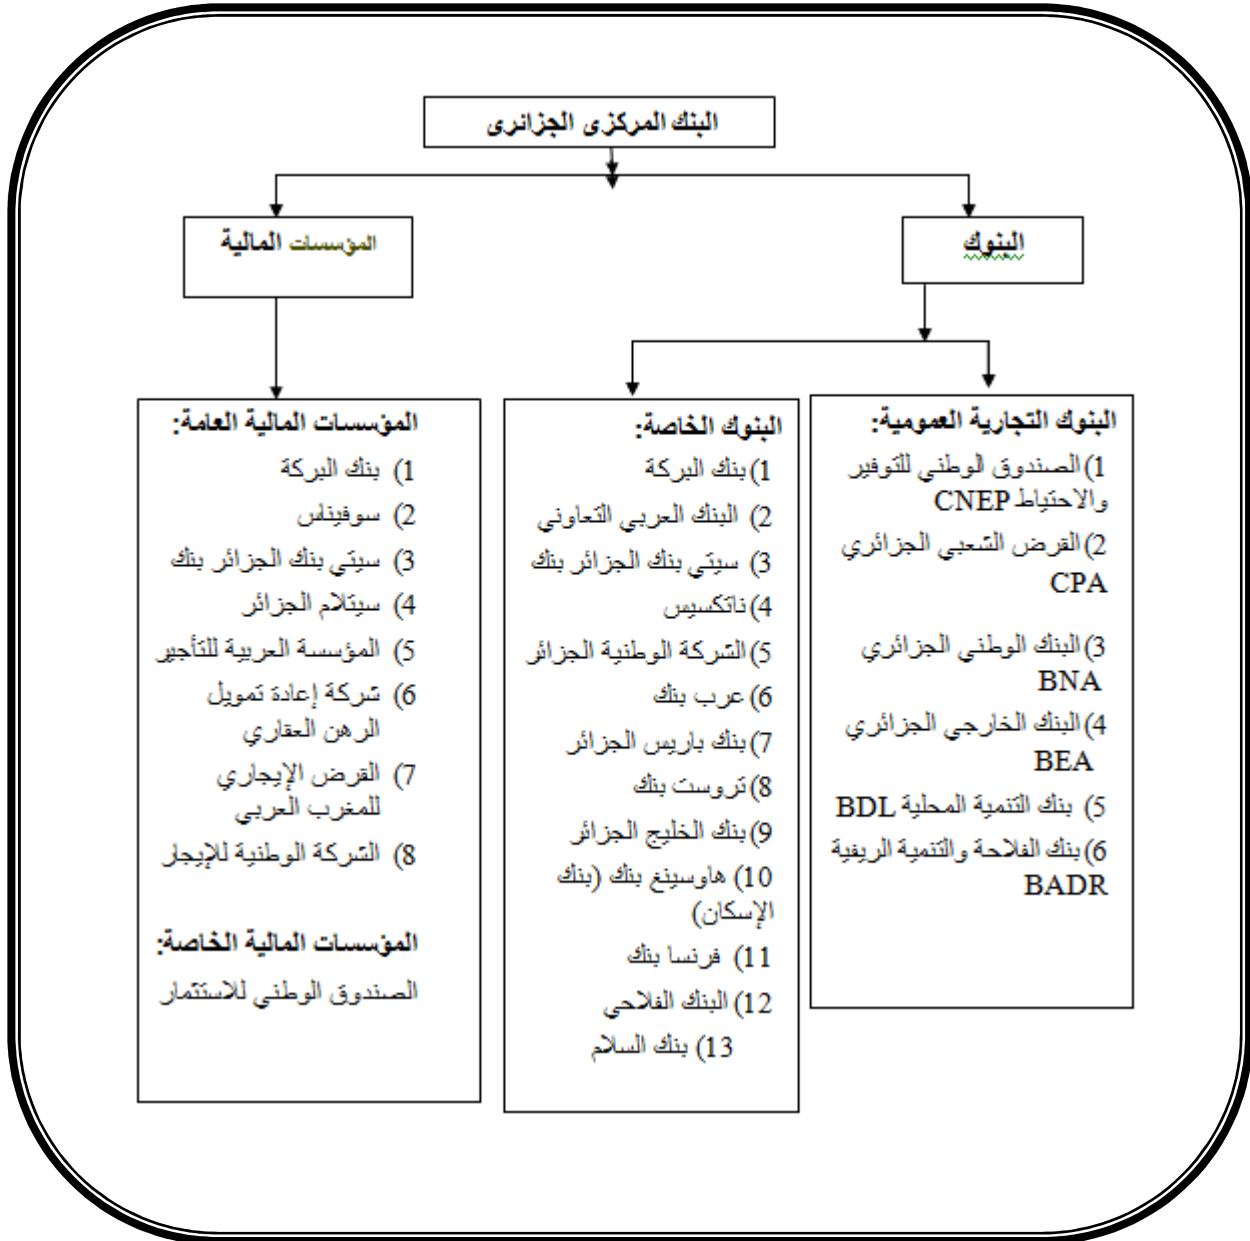 البنك المركزى الجزائرى
البنوك
المؤسسات المالية
البنوك التجارية العمومية:
1) الصندوق الوطني للتوفير
والاحتياط CNEP
2) القرض الشعبي الجزائري
CPA
3) البنك الوطني الجزائري
BNA
4) البنك الخارجي الجزائري
BEA
5) بنك التنمية المحلية BDL
6) بنك الفلاحة والتنمية الريفية
BADR
البنوك الخاصة:
1) بنك البركة
2) البنك العربي التعاوني
3) سيتي بنك الجزائر بنك
4) ناتكسيس
5) الشركة الوطنية الجزائر
6) عرب بنك
7) بنك باريس الجزائر
8) تروست بنك
9) بنك الخليج الجزائر
10) هاوسينغ بنك (بنك
الإسكان)
11) فرنسا بنك
12) البنك الفلاحي
13) بنك السلام
المؤسسات المالية العامة:
1) بنك البركة
2) سوفيناس
3) سيتي بنك الجزائر بنك
4) سيتلام الجزائر
5) المؤسسة العربية للتأجير
6) شركة إعادة تمويل
الرهن العقاري
7) القرض الإيجاري
للمغرب العربي
8) الشركة الوطنية للإيجار
المؤسسات المالية الخاصة:
الصندوق الوطني للاستثمار